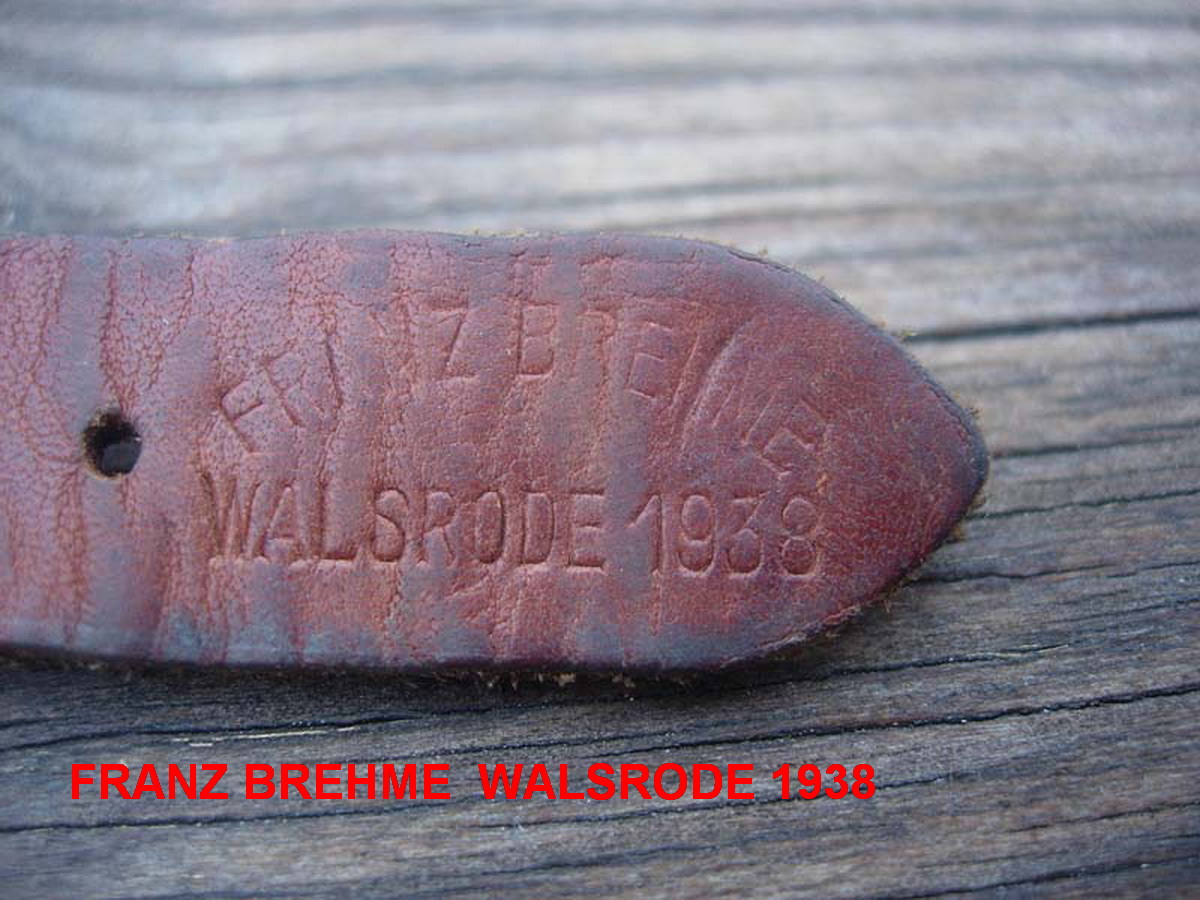 FRANZ BREHME
WALSRODE 1938
FRANZ BREHME WALSRODE 1938